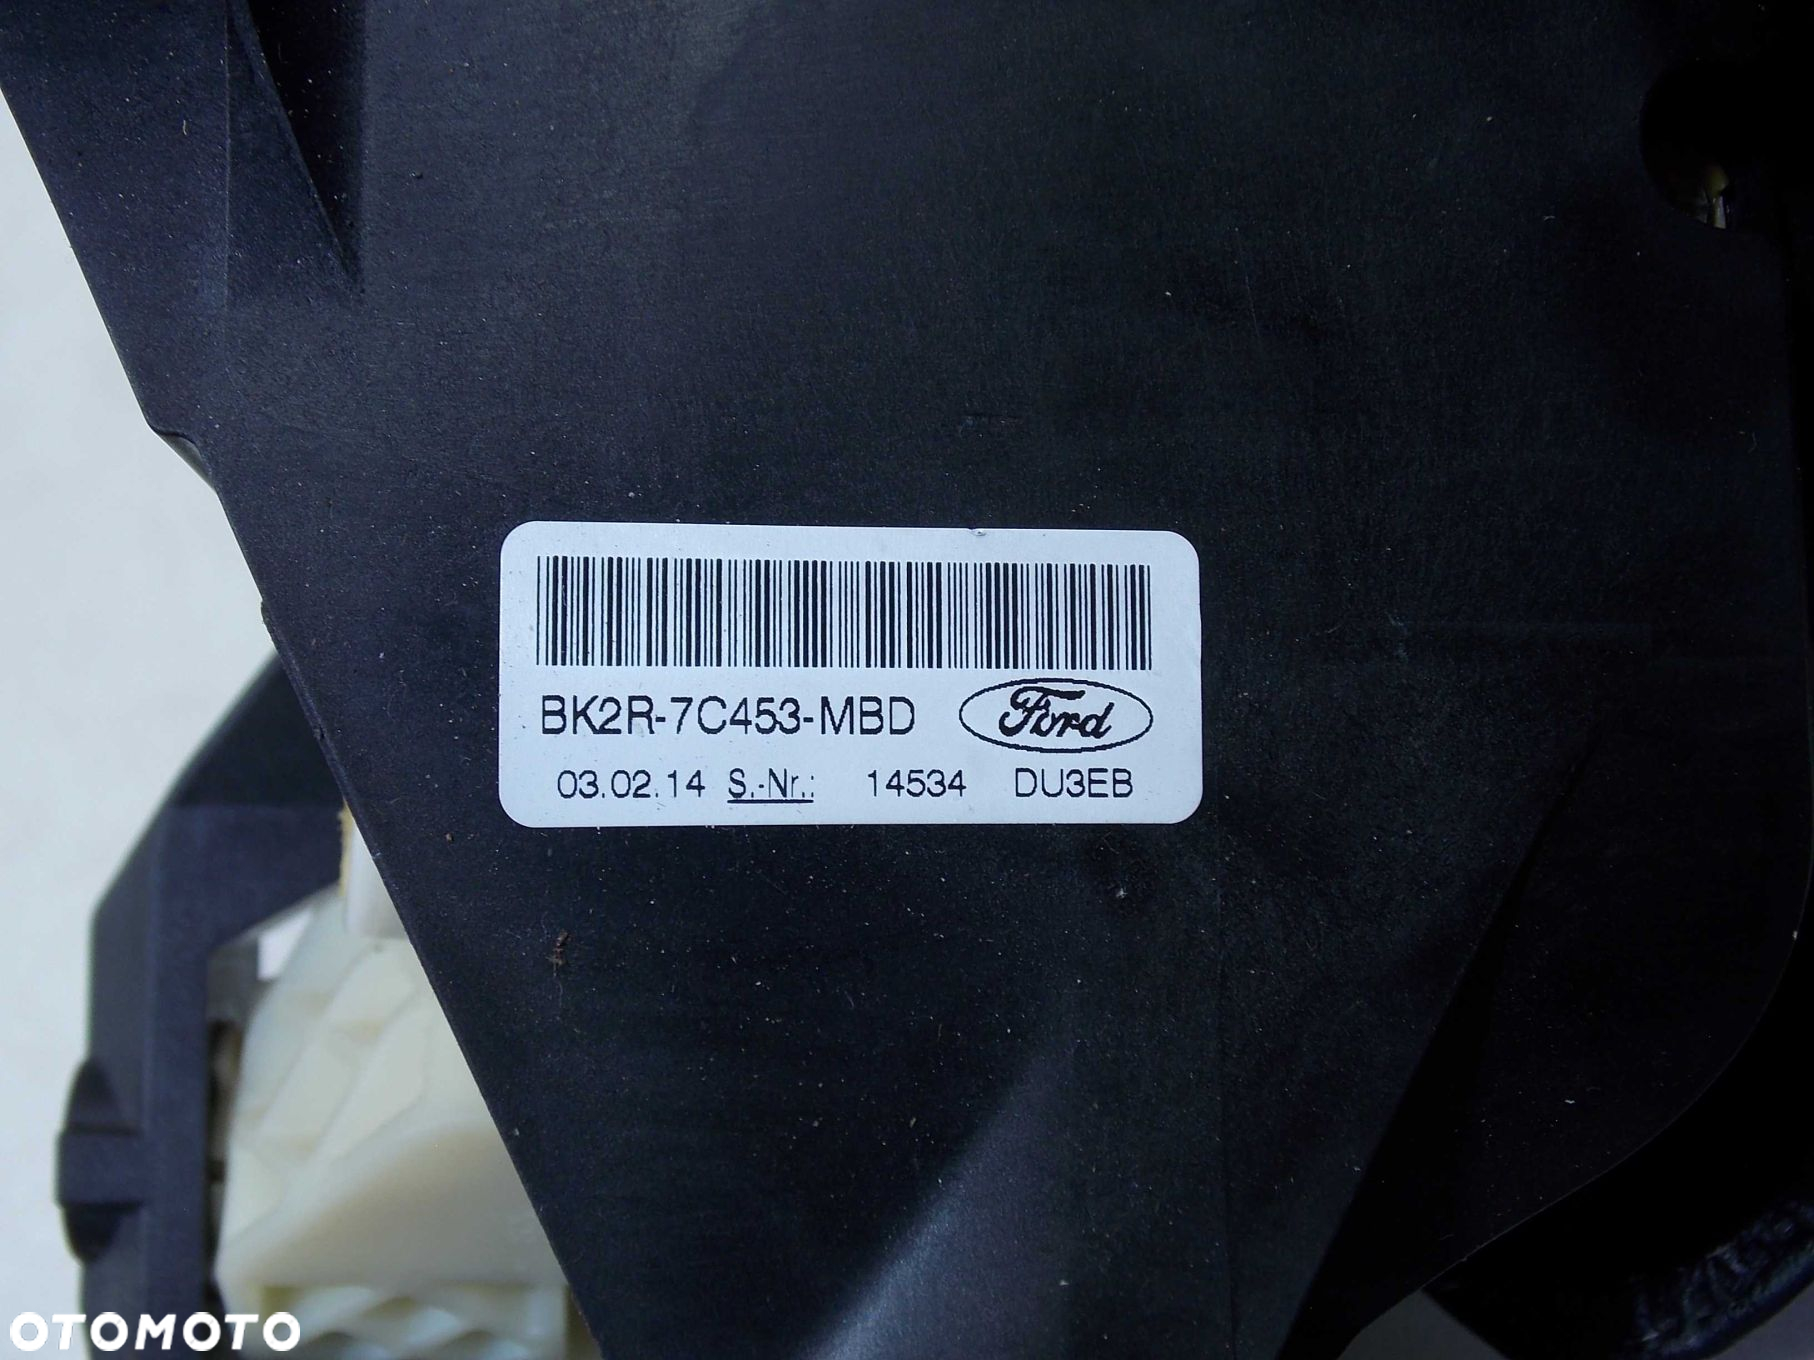 BK2R-7C453-MBD Ford
03.02.14 S.-Nr.: 14534 DU3EB
OTOMOTO